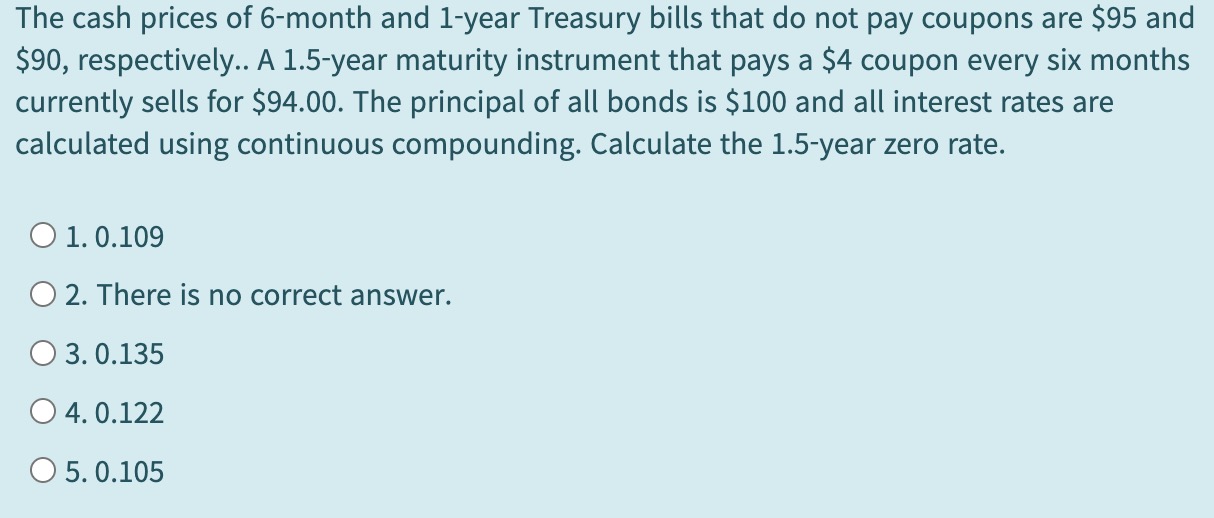 The cash prices of 6-month and 1-year Treasury bills that do not pay coupons are $95 and
$90, respectively.. A 1.5-year maturity instrument that pays a $4 coupon every six months
currently sells for $94.00. The principal of all bonds is $100 and all interest rates are
calculated using continuous compounding. Calculate the 1.5-year zero rate.
1. 0.109
2. There is no correct answer.
3. 0.135
4. 0.122
5. 0.105